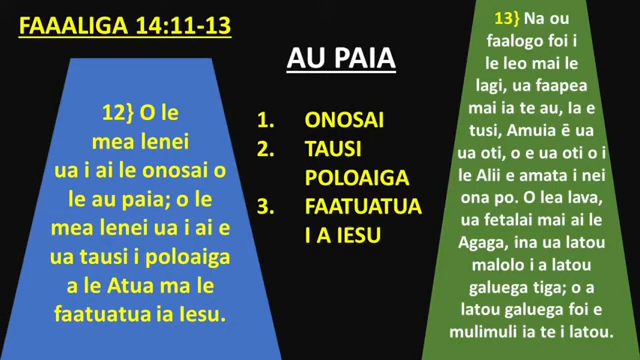 FAAALIGA 14:11-13
12} O le
mea lenei
ua i ai le onosai o
le au paia; o le
mea lenei ua i ai e
ua tausi i poloaiga
a le Atua ma le
faatuatua ia Iesu.
AU PAIA
1. ONOSAI
2. TAUSI
POLOAIGA
3. FAATUATUA
I A IESU
13} Na ou
faalogo foi i
le leo mai le
lagi, ua faapea
mai ia te au, Ia e
tusi, Amuia ē ua
ua oti, o e ua oti o i
le Alii e amata i nei
ona po. O lea lava,
ua fetalai mai ai le
Agaga, ina ua latou
malolo i a latou
galuega tiga; o a
latou galuega foi e
mulimuli ia te i latou.